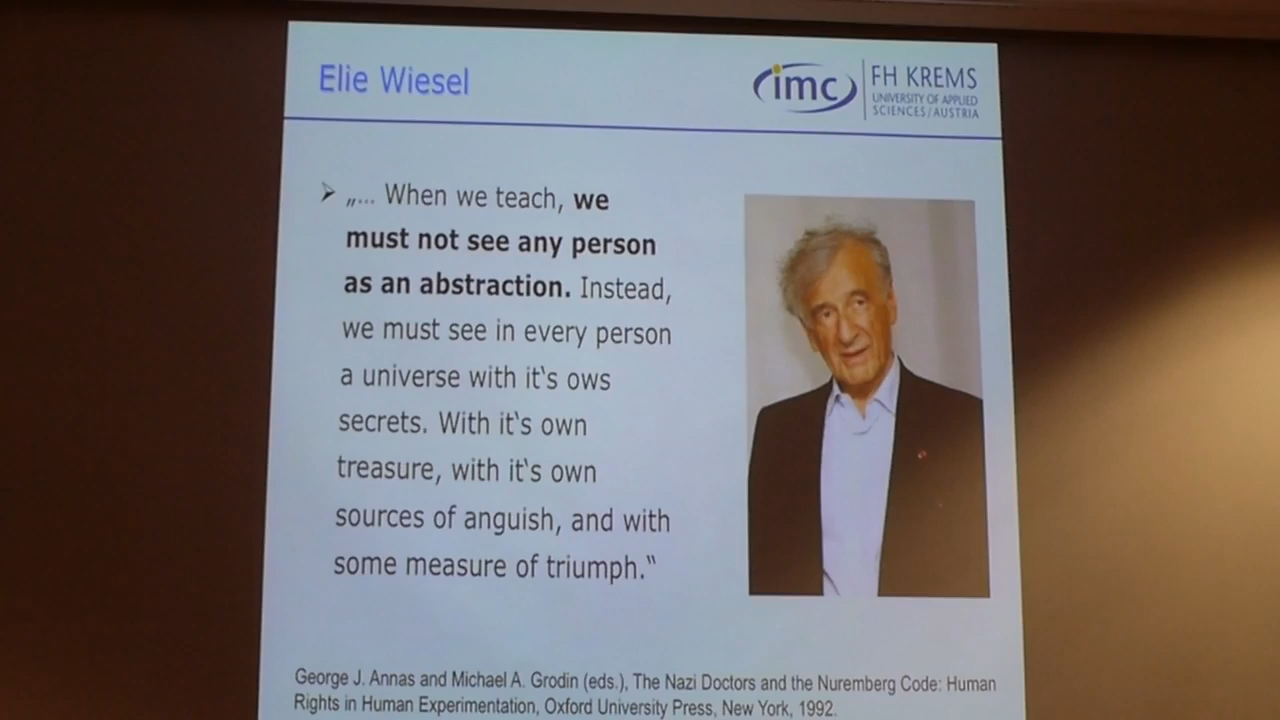 Elie Wiesel
imc
FH KREMS
UNIVERSITY OF APPLIED
SCIENCES/AUSTRIA
➢ „... When we teach, we
must not see any person
as an abstraction. Instead,
we must see in every person
a universe with it‛s ows
secrets. With it‛s own
treasure, with it‛s own
sources of anguish, and with
some measure of triumph.‟
George J. Annas and Michael A. Grodin (eds.), The Nazi Doctors and the Nuremberg Code: Human
Rights in Human Experimentation, Oxford University Press, New York, 1992.